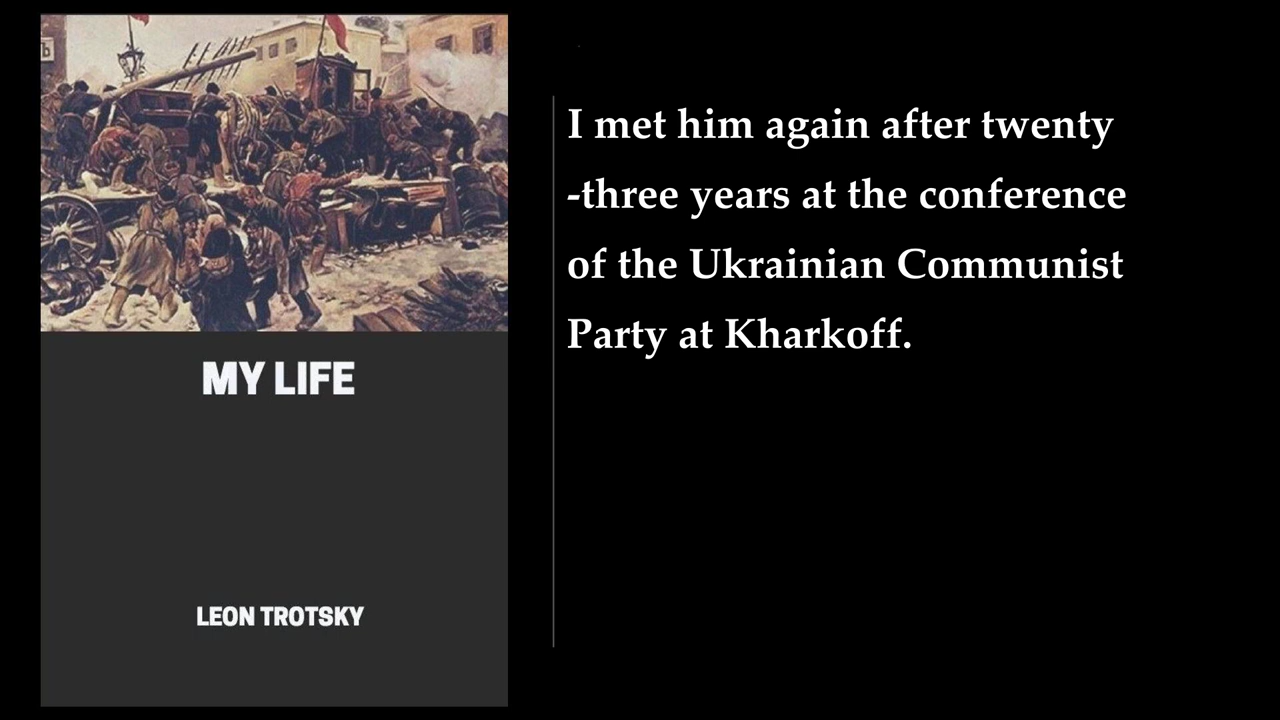 MY LIFE
LEON TROTSKY
I met him again after twenty
-three years at the conference
of the Ukrainian Communist
Party at Kharkoff.